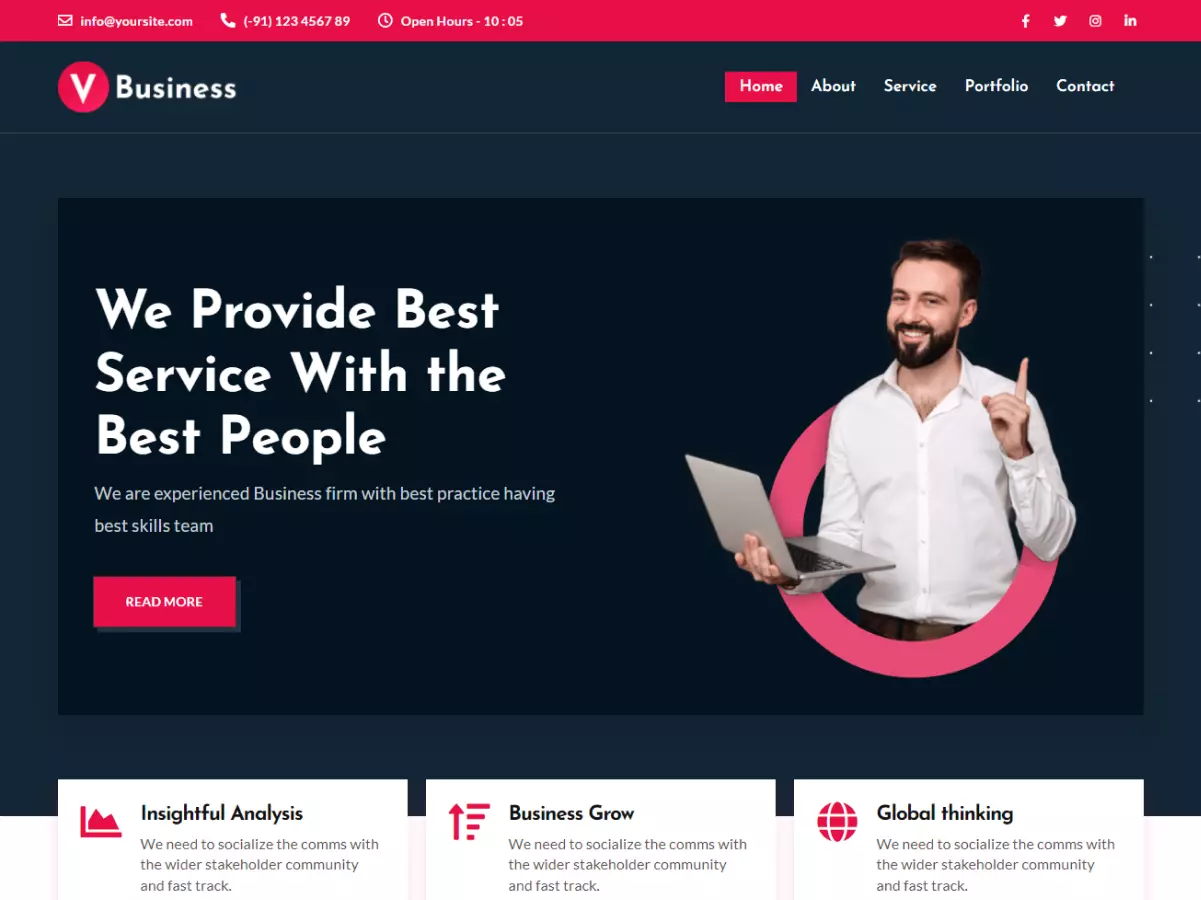 info@yoursite.com (-91) 123 4567 89 Open Hours - 10 : 05
V Business
Home About Service Portfolio Contact
We Provide Best
Service With the
Best People
We are experienced Business firm with best practice having
best skills team
READ MORE
Insightful Analysis
We need to socialize the comms with
the wider stakeholder community
and fast track.
Business Grow
We need to socialize the comms with
the wider stakeholder community
and fast track.
Global thinking
We need to socialize the comms with
the wider stakeholder community
and fast track.